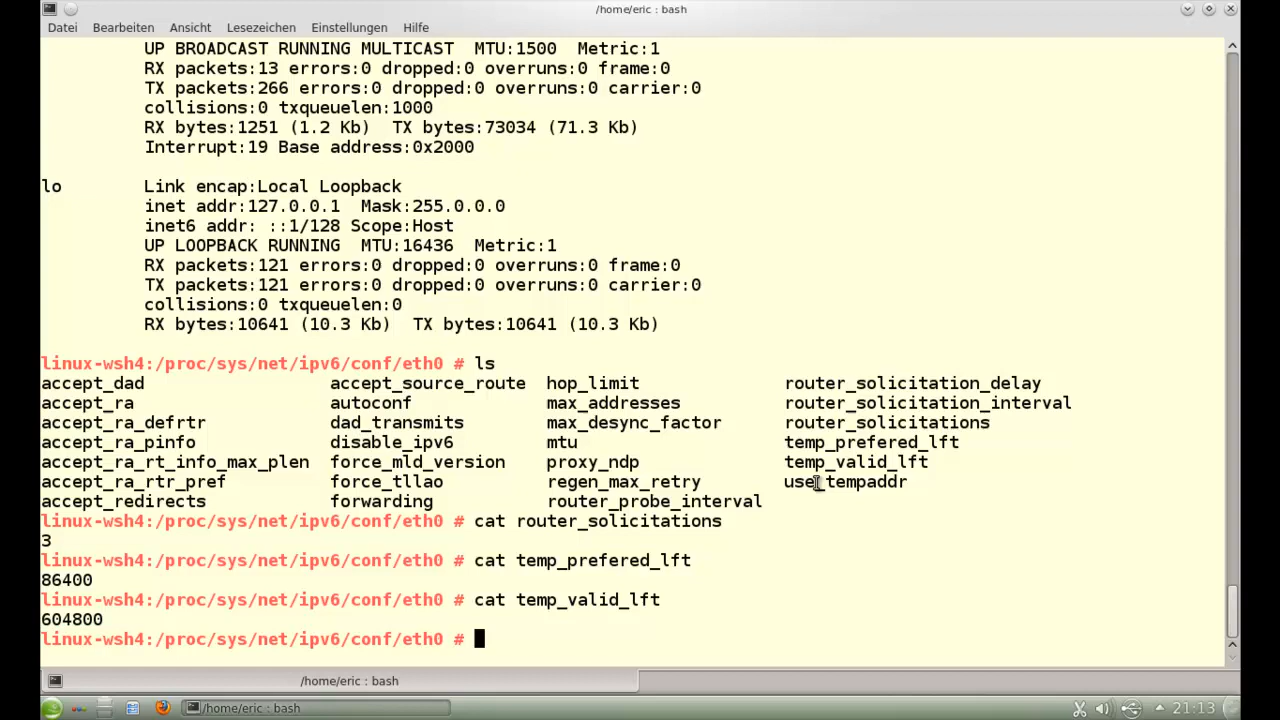 /home/eric : bash
Datei Bearbeiten Ansicht Lesezeichen Einstellungen Hilfe
UP BROADCAST RUNNING MULTICAST  MTU:1500  Metric:1
RX packets:13 errors:0 dropped:0 overruns:0 frame:0
TX packets:266 errors:0 dropped:0 overruns:0 carrier:0
collisions:0 txqueuelen:1000
RX bytes:1251 (1.2 Kb)  TX bytes:73034 (71.3 Kb)
Interrupt:19 Base address:0x2000
lo        Link encap:Local Loopback
inet addr:127.0.0.1  Mask:255.0.0.0
inet6 addr: ::1/128 Scope:Host
UP LOOPBACK RUNNING  MTU:16436  Metric:1
RX packets:121 errors:0 dropped:0 overruns:0 frame:0
TX packets:121 errors:0 dropped:0 overruns:0 carrier:0
collisions:0 txqueuelen:0
RX bytes:10641 (10.3 Kb)  TX bytes:10641 (10.3 Kb)
linux-wsh4:/proc/sys/net/ipv6/conf/eth0 # ls
accept_dad accept_source_route hop_limit router_solicitation_delay
accept_ra autoconf max_addresses router_solicitation_interval
accept_ra_defrtr dad_transmits max_desync_factor router_solicitations
accept_ra_pinfo disable_ipv6 mtu temp_prefered_lft
accept_ra_rt_info_max_plen force_mld_version proxy_ndp temp_valid_lft
accept_ra_rtr_pref force_tllao regen_max_retry use_tempaddr
accept_redirects forwarding router_probe_interval
linux-wsh4:/proc/sys/net/ipv6/conf/eth0 # cat router_solicitations
3
linux-wsh4:/proc/sys/net/ipv6/conf/eth0 # cat temp_prefered_lft
86400
linux-wsh4:/proc/sys/net/ipv6/conf/eth0 # cat temp_valid_lft
604800
linux-wsh4:/proc/sys/net/ipv6/conf/eth0 #
/home/eric : bash
/home/eric : bash
21:13